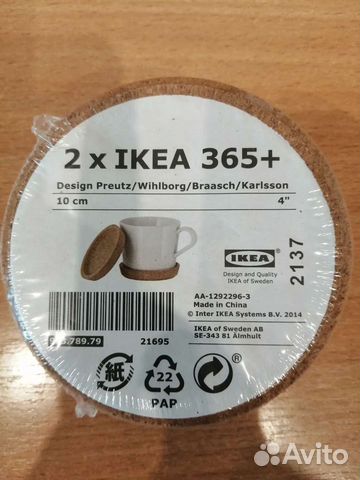 2 x IKEA 365+
Design Preutz/Wihlborg/Braasch/Karlsson
10 cm 4"
IKEA
Design and Quality
IKEA of Sweden
2137
AA-1292296-3
Made in China
© Inter IKEA Systems B.V. 2014
.789.79 21695
IKEA of Sweden AB
SE-343 81 Älmhult
紙
22
PAP
Avito